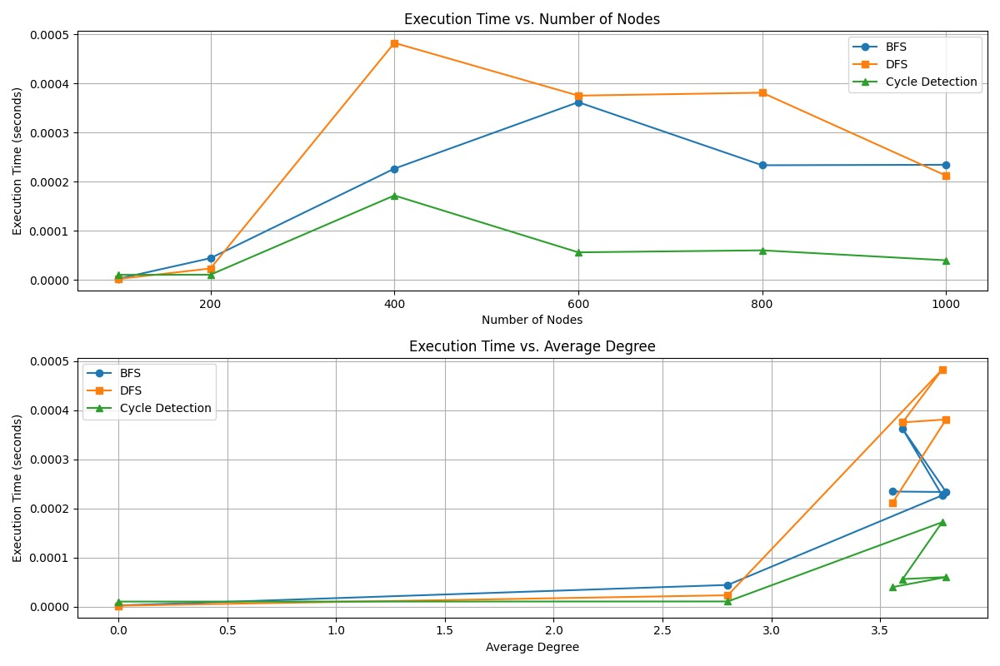 Execution Time vs. Number of Nodes
Execution Time (seconds)
0.0005
0.0004
0.0003
0.0002
0.0001
0.0000
BFS
DFS
Cycle Detection
200 400 600 800 1000
Number of Nodes
Execution Time vs. Average Degree
Execution Time (seconds)
0.0005
0.0004
0.0003
0.0002
0.0001
0.0000
BFS
DFS
Cycle Detection
0.0 0.5 1.0 1.5 2.0 2.5 3.0 3.5
Average Degree